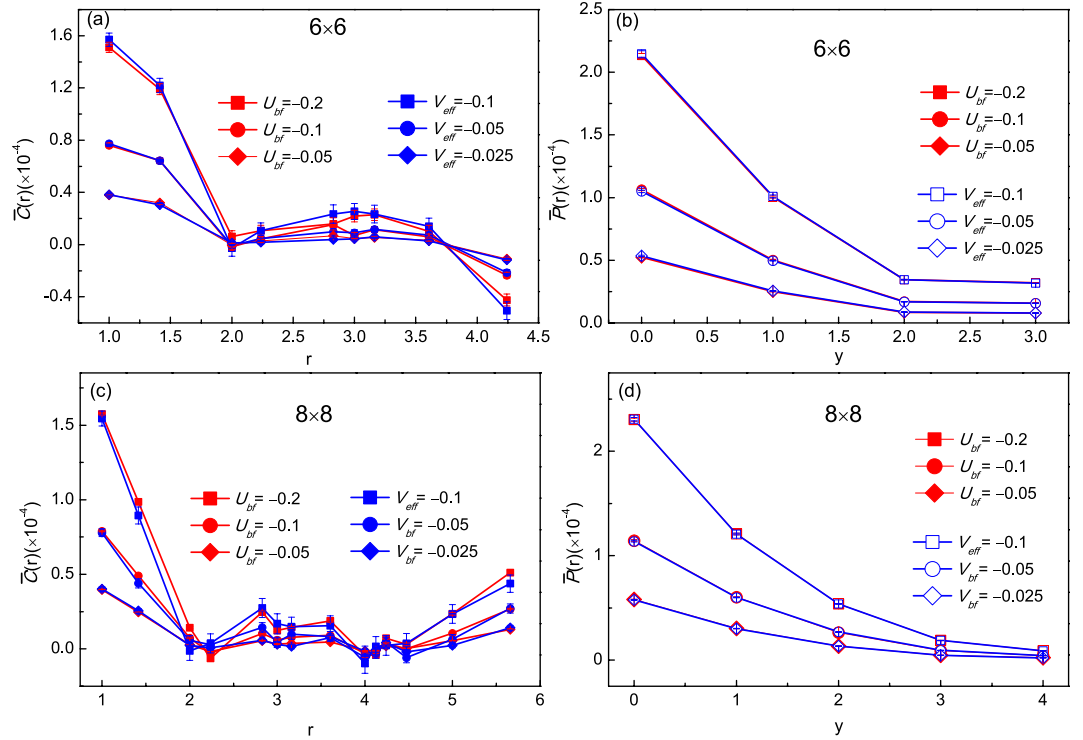 (a)
6×6
1.6
1.2
0.8
0.4
0.0
-0.4
C̅(r)(×10⁻⁴)
U_bf=−0.2
U_bf=−0.1
U_bf=−0.05
V_eff=−0.1
V_eff=−0.05
V_eff=−0.025
1.0 1.5 2.0 2.5 3.0 3.5 4.0 4.5
r
(b)
6×6
2.5
2.0
1.5
1.0
0.5
0.0
P̅(r)(×10⁻⁴)
U_bf=−0.2
U_bf=−0.1
U_bf=−0.05
V_eff=−0.1
V_eff=−0.05
V_eff=−0.025
0.0 0.5 1.0 1.5 2.0 2.5 3.0
y
(c)
8×8
1.5
1.0
0.5
0.0
C̅(r)(×10⁻⁴)
U_bf= −0.2
U_bf= −0.1
U_bf= −0.05
V_eff= −0.1
V_bf= −0.05
V_bf= −0.025
1 2 3 4 5 6
r
(d)
8×8
2
1
0
P̅(r)(×10⁻⁴)
U_bf= −0.2
U_bf= −0.1
U_bf= −0.05
V_eff= −0.1
V_bf= −0.05
V_bf= −0.025
0 1 2 3 4
y